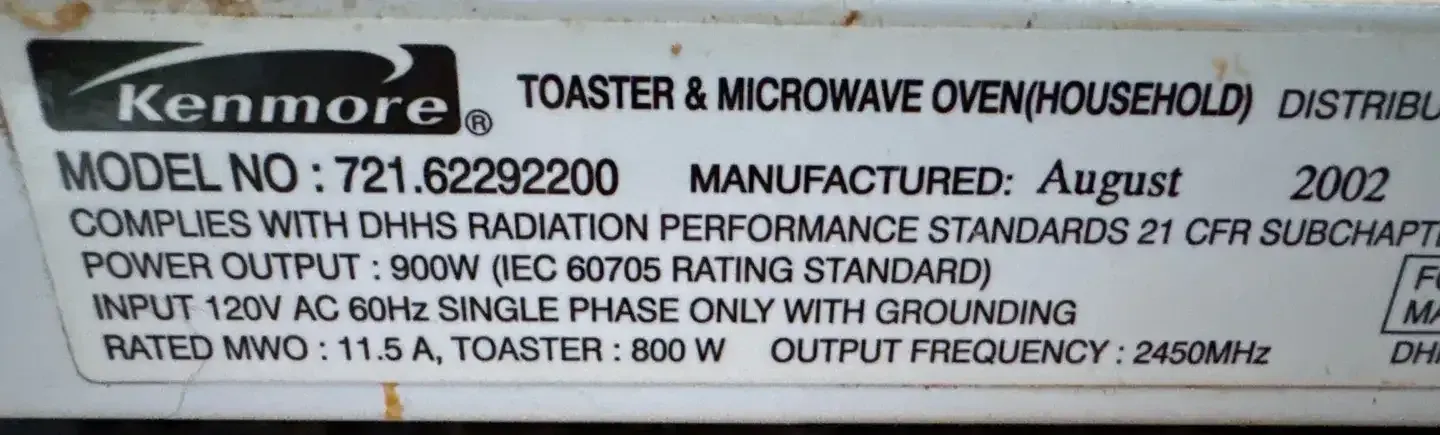 Kenmore® TOASTER & MICROWAVE OVEN(HOUSEHOLD) DISTRIBU
MODEL NO : 721.62292200 MANUFACTURED: August 2002
COMPLIES WITH DHHS RADIATION PERFORMANCE STANDARDS 21 CFR SUBCHAPT
POWER OUTPUT : 900W (IEC 60705 RATING STANDARD)
INPUT 120V AC 60Hz SINGLE PHASE ONLY WITH GROUNDING
MA
RATED MWO : 11.5 A, TOASTER : 800 W OUTPUT FREQUENCY : 2450MHz DH